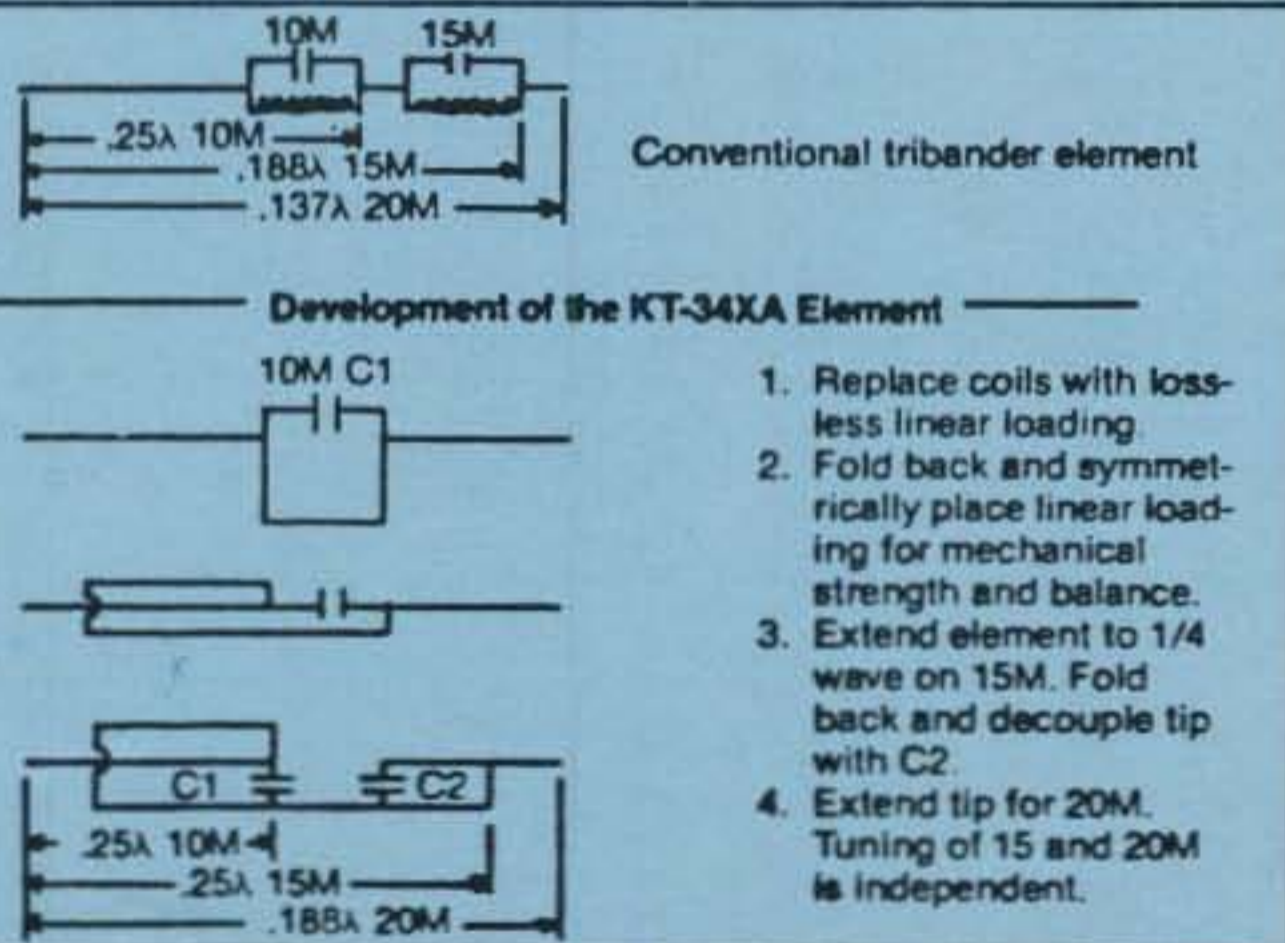 10M 15M
.25λ 10M
.188λ 15M
.137λ 20M
Conventional tribander element
Development of the KT-34XA Element
10M C1
1. Replace coils with loss-
less linear loading.
2. Fold back and symmet-
rically place linear load-
ing for mechanical
strength and balance.
3. Extend element to 1/4
wave on 15M. Fold
back and decouple tip
with C2.
4. Extend tip for 20M.
Tuning of 15 and 20M
is independent.
C1 C2
.25λ 10M
.25λ 15M
.188λ 20M